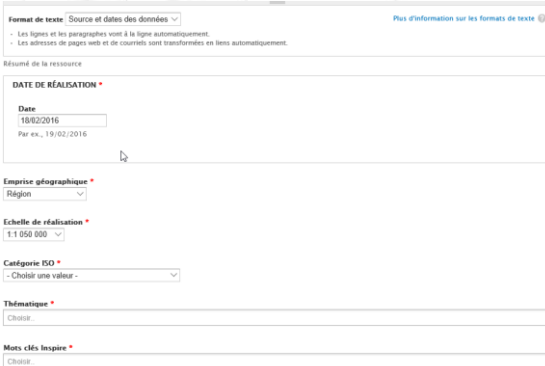 Format de texte Source et dates des données Plus d'information sur les formats de texte ?
- Les lignes et les paragraphes vont à la ligne automatiquement.
- Les adresses de pages web et de courriels sont transformées en liens automatiquement.
Résumé de la ressource
DATE DE RÉALISATION *
Date
18/02/2016
Par ex., 19/02/2016
Emprise géographique *
Région
Echelle de réalisation *
1:1 050 000
Catégorie ISO *
- Choisir une valeur -
Thématique *
Choisir..
Mots clés Inspire *
Choisir..